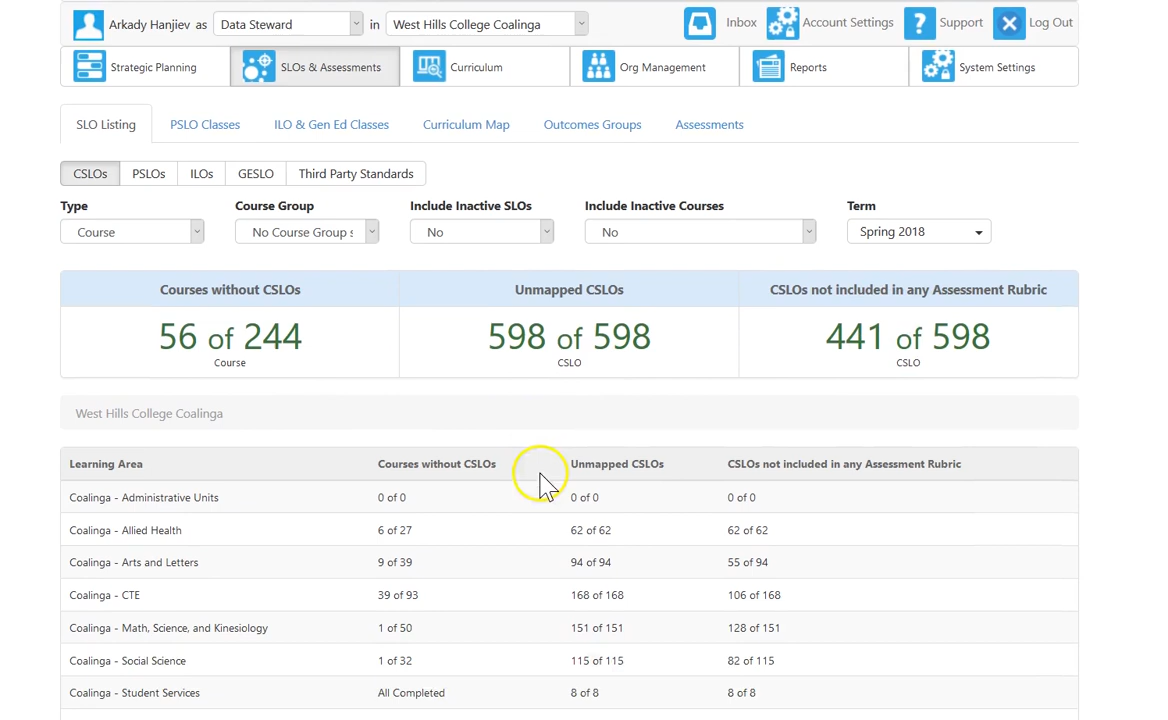 Arkady Hanjiev as Data Steward in West Hills College Coalinga Inbox Account Settings Support Log Out
Strategic Planning SLOs & Assessments Curriculum Org Management Reports System Settings
SLO Listing PSLO Classes ILO & Gen Ed Classes Curriculum Map Outcomes Groups Assessments
CSLOs PSLOs ILOs GESLO Third Party Standards
Type Course Group Include Inactive SLOs Include Inactive Courses Term
Course No Course Group s No No Spring 2018
Courses without CSLOs Unmapped CSLOs CSLOs not included in any Assessment Rubric
56 of 244 598 of 598 441 of 598
Course CSLO CSLO
West Hills College Coalinga
Learning Area Courses without CSLOs Unmapped CSLOs CSLOs not included in any Assessment Rubric
Coalinga - Administrative Units 0 of 0 0 of 0 0 of 0
Coalinga - Allied Health 6 of 27 62 of 62 62 of 62
Coalinga - Arts and Letters 9 of 39 94 of 94 55 of 94
Coalinga - CTE 39 of 93 168 of 168 106 of 168
Coalinga - Math, Science, and Kinesiology 1 of 50 151 of 151 128 of 151
Coalinga - Social Science 1 of 32 115 of 115 82 of 115
Coalinga - Student Services All Completed 8 of 8 8 of 8